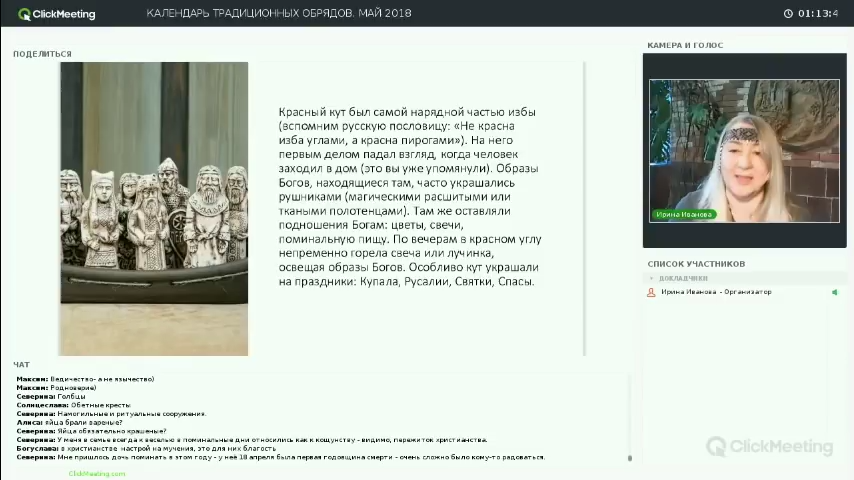 ClickMeeting
КАЛЕНДАРЬ ТРАДИЦИОННЫХ ОБРЯДОВ. МАЙ 2018
01:13:4
ПОДЕЛИТЬСЯ
Красный кут был самой нарядной частью избы
(вспомним русскую пословицу: «Не красна
изба углами, а красна пирогами»). На него
первым делом падал взгляд, когда человек
заходил в дом (это вы уже упомянули). Образы
Богов, находящиеся там, часто украшались
рушниками (магическими расшитыми или
ткаными полотенцами). Там же оставляли
подношения Богам: цветы, свечи,
поминальную пищу. По вечерам в красном углу
непременно горела свеча или лучинка,
освещая образы Богов. Особливо кут украшали
на праздники: Купала, Русалии, Святки, Спасы.
КАМЕРА И ГОЛОС
Ирина Иванова
СПИСОК УЧАСТНИКОВ
ДОКЛАДЧИКИ
Ирина Иванова - Организатор
ЧАТ
Максим: Ведичество- а не язычество)
Максим: Родноверие)
Северина: Голбцы
Солнцеслава: Обетные кресты
Северина: Намогильные и ритуальные сооружения.
Алиса: яйца брали вареные?
Северина: Яйца обязательно крашеные?
Северина: У меня в семье всегда к веселью в поминальные дни относились как к кощунству - видимо, пережиток христианства.
Богуслава: в христианстве настрой на мучения, это для них благость
Северина: Мне пришлось дочь поминать в этом году - у неё 18 апреля была первая годовщина смерти - очень сложно было кому-то радоваться.
ClickMeeting.com
ClickMeeting